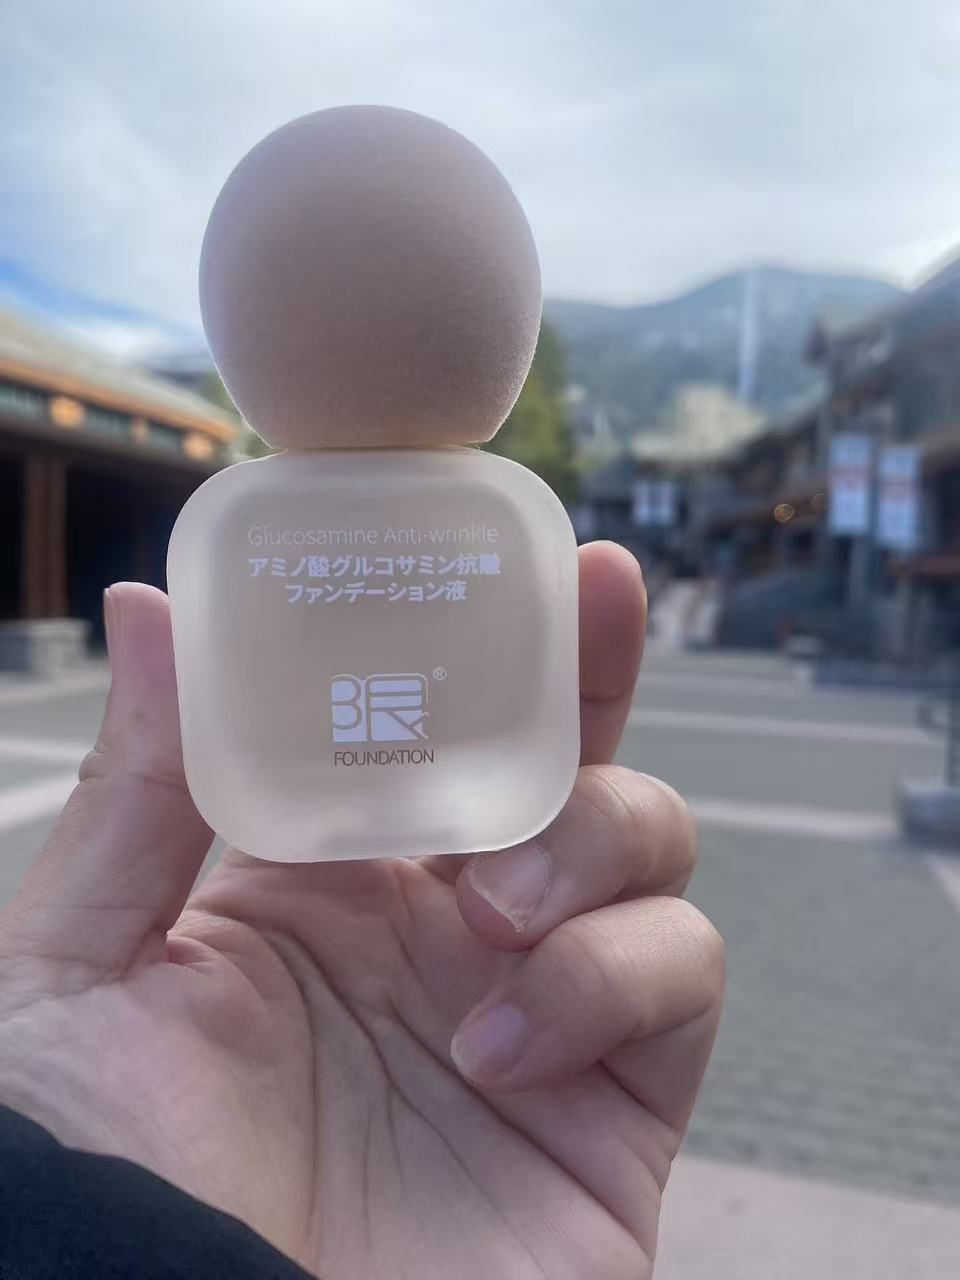 Glucosamine Anti-wrinkle
アミノ酸グルコサミン抗皺
ファンデーション液
®
FOUNDATION